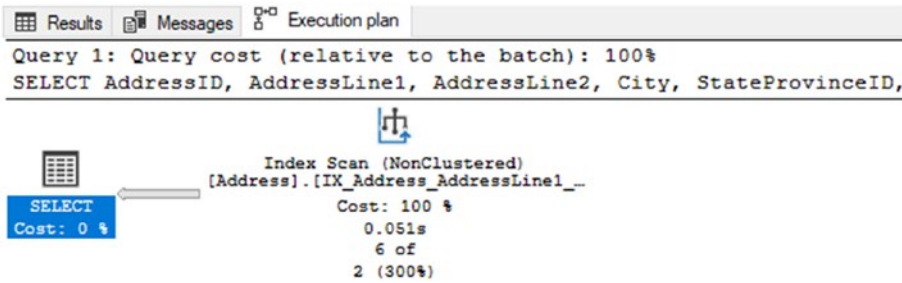 Results Messages Execution plan
Query 1: Query cost (relative to the batch): 100%
SELECT AddressID, AddressLine1, AddressLine2, City, StateProvinceID,
Index Scan (NonClustered)
[Address].[IX_Address_AddressLine1_…
SELECT
Cost: 0 %
Cost: 100 %
0.051s
6 of
2 (300%)